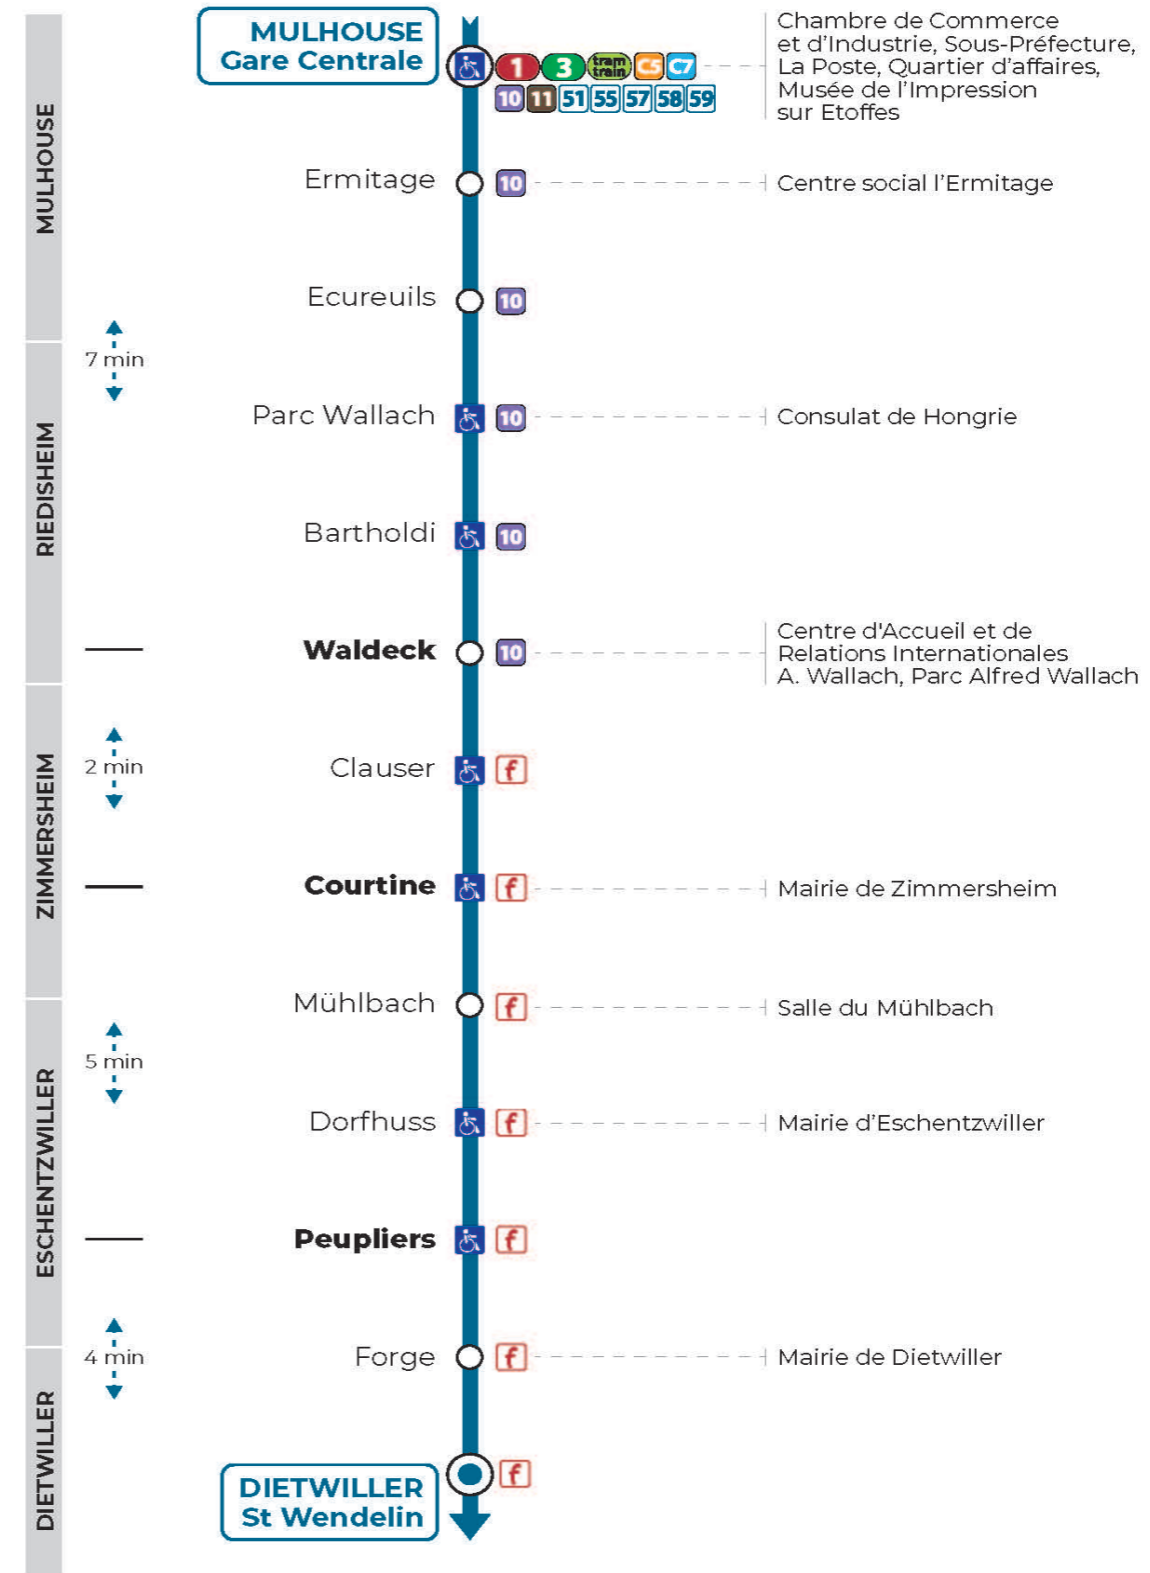 MULHOUSE
Gare Centrale
1 3 tram train C5 C7
10 11 51 55 57 58 59
Chambre de Commerce
et d'Industrie, Sous-Préfecture,
La Poste, Quartier d'affaires,
Musée de l'Impression
sur Etoffes
MULHOUSE
Ermitage
10
Centre social l'Ermitage
Ecureuils
10
7 min
RIEDISHEIM
Parc Wallach
10
Consulat de Hongrie
Bartholdi
10
Waldeck
10
Centre d'Accueil et de
Relations Internationales
A. Wallach, Parc Alfred Wallach
ZIMMERSHEIM
2 min
Clauser
f
Courtine
f
Mairie de Zimmersheim
Mühlbach
f
Salle du Mühlbach
ESCHENTZWILLER
5 min
Dorfhuss
f
Mairie d'Eschentzwiller
Peupliers
f
4 min
Forge
f
Mairie de Dietwiller
DIETWILLER
f
DIETWILLER
St Wendelin